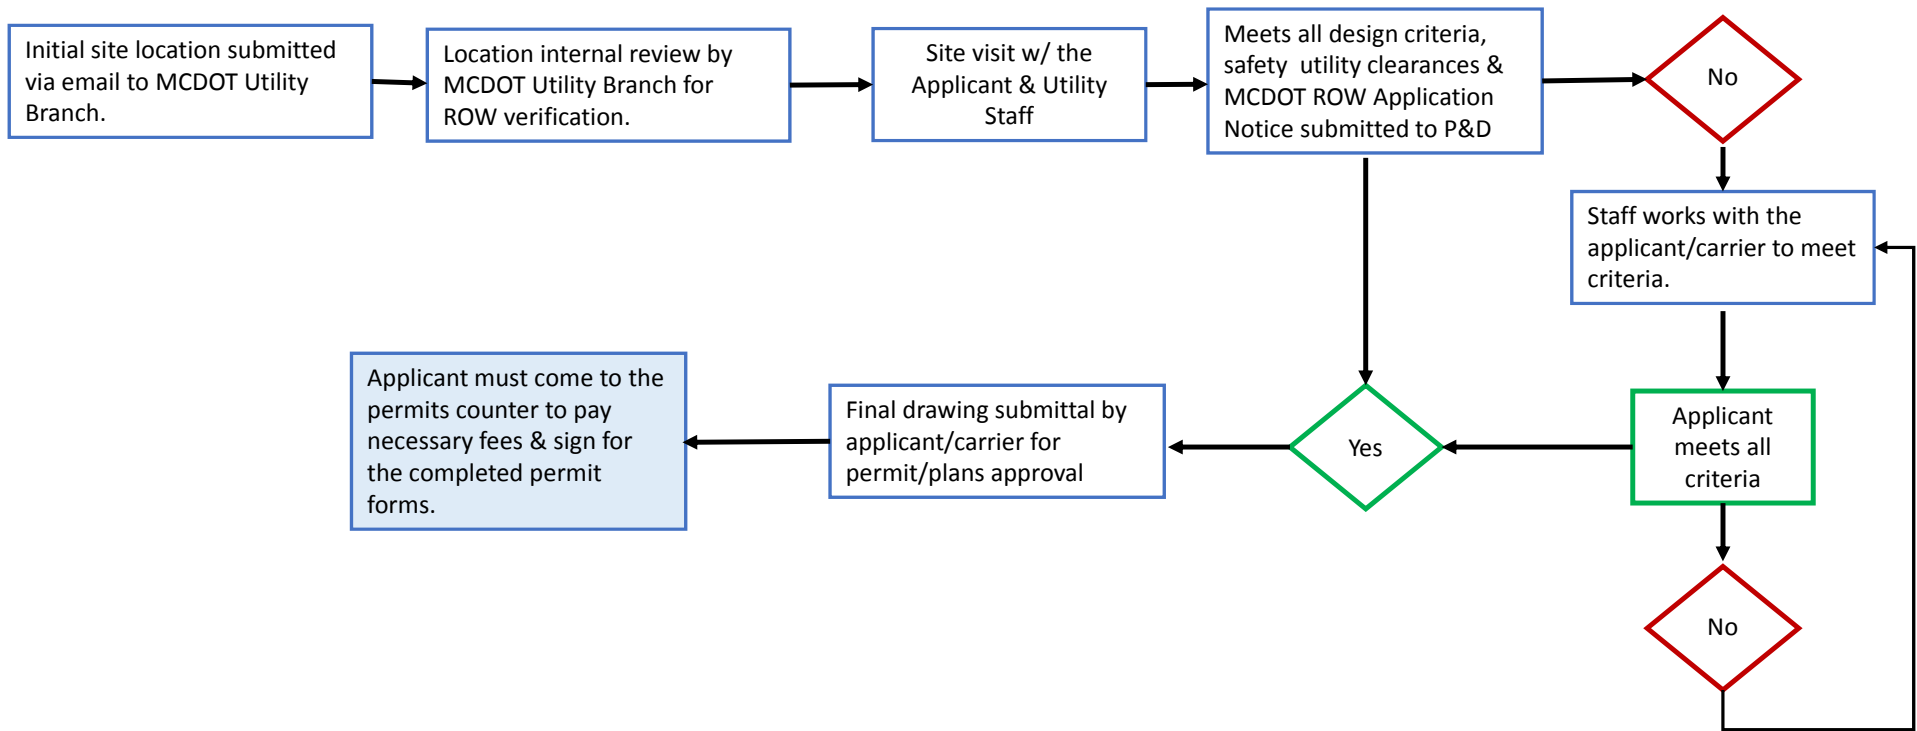 Initial site location submitted
via email to MCDOT Utility
Branch.
Location internal review by
MCDOT Utility Branch for
ROW verification.
Site visit w/ the
Applicant & Utility
Staff
Meets all design criteria,
safety  utility clearances &
MCDOT ROW Application
Notice submitted to P&D
No
Staff works with the
applicant/carrier to meet
criteria.
Applicant must come to the
permits counter to pay
necessary fees & sign for
the completed permit
forms.
Final drawing submittal by
applicant/carrier for
permit/plans approval
Yes
Applicant
meets all
criteria
No